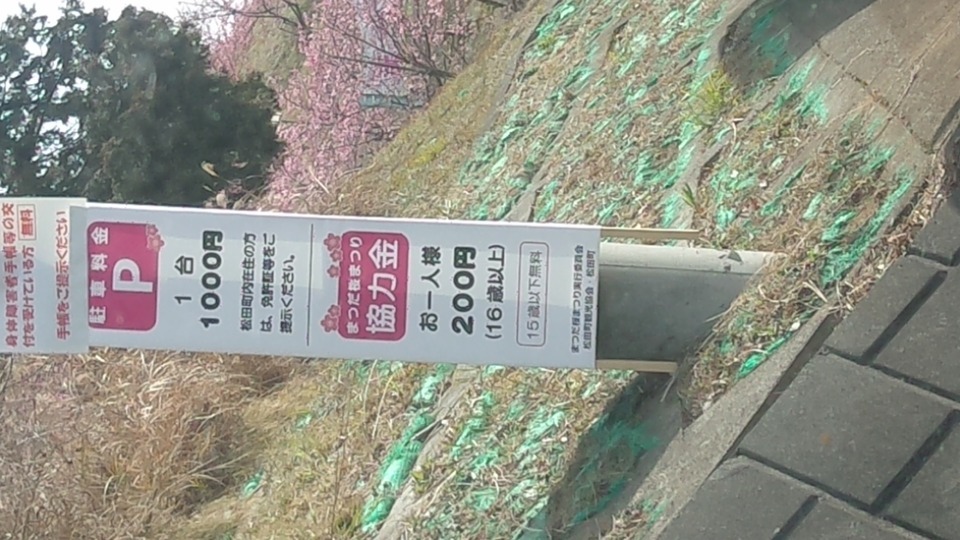 身体障害者手帳等の交
付を受けている方 無料
手帳をご提示ください
駐車料金
P
1台
1000円
松田町内在住の方
は、免許証等をご
提示ください。
まつだ桜まつり
協力金
お一人様
200円
(16歳以上)
15歳以下無料
まつだ桜まつり実行委員会
松田町観光協会・松田町